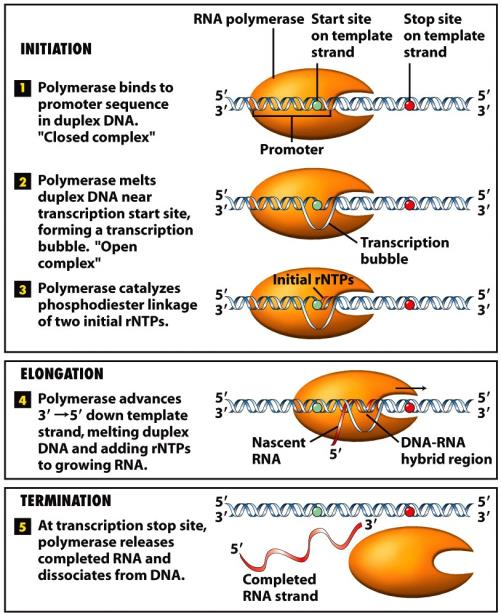 RNA polymerase
Start site
on template
strand
Stop site
on template
strand
INITIATION
1 Polymerase binds to
promoter sequence
in duplex DNA.
"Closed complex"
5′
3′
5′
3′
Promoter
2 Polymerase melts
duplex DNA near
transcription start site,
forming a transcription
bubble. "Open
complex"
5′
3′
5′
3′
Transcription
bubble
3 Polymerase catalyzes
phosphodiester linkage
of two initial rNTPs.
Initial rNTPs
5′
3′
5′
3′
ELONGATION
4 Polymerase advances
3′→5′ down template
strand, melting duplex
DNA and adding rNTPs
to growing RNA.
5′
3′
5′
3′
Nascent
RNA
5′
DNA-RNA
hybrid region
TERMINATION
5 At transcription stop site,
polymerase releases
completed RNA and
dissociates from DNA.
5′
3′
5′
3′
3′
5′
Completed
RNA strand